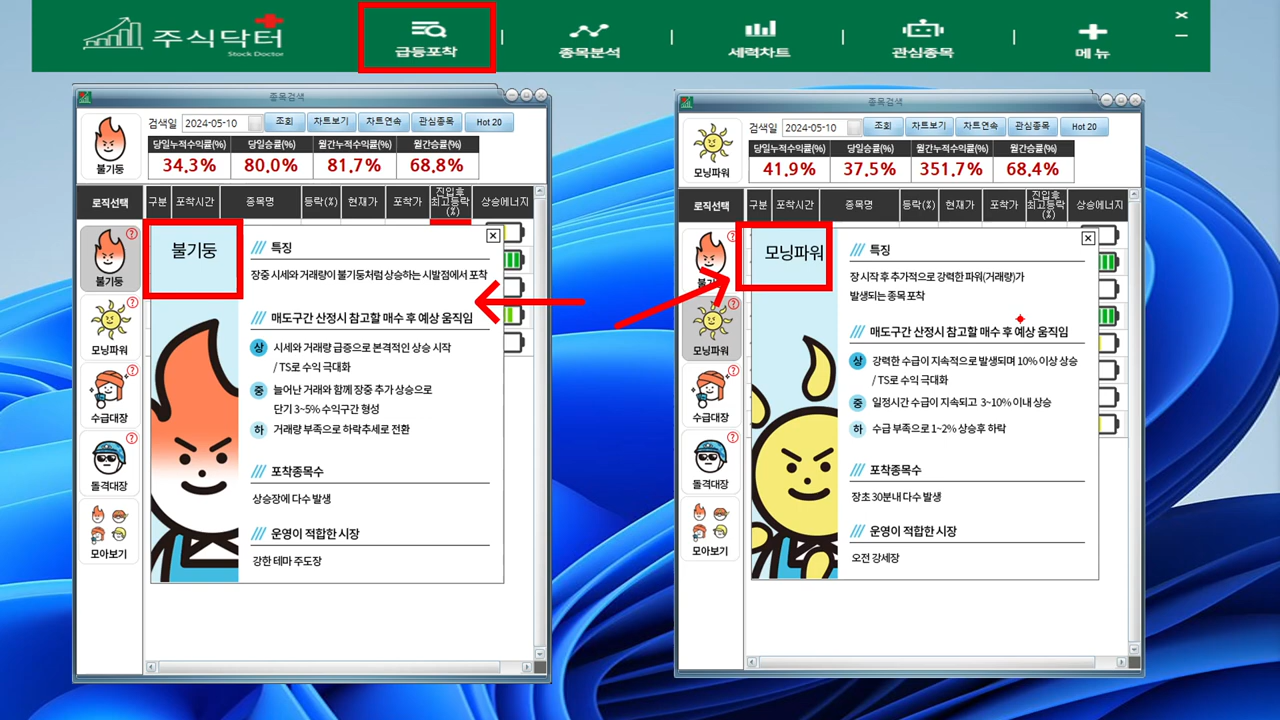 주식닥터
Stock Doctor
급등포착
종목분석
세력차트
관심종목
메뉴
종목검색
불기둥
검색일 2024-05-10 조회 차트보기 차트연속 관심종목 Hot 20
당일누적수익률(%) 당일승률(%) 월간누적수익률(%) 월간승률(%)
34.3% 80.0% 81.7% 68.8%
로직선택 구분 포착시간 종목명 등락(%) 현재가 포착가 진입후 최고등락 (%) 상승에너지
불기둥
모닝파워
수급대장
돌격대장
모아보기
불기둥
특징
장중 시세와 거래량이 불기둥처럼 상승하는 시발점에서 포착
매도구간 산정시 참고할 매수 후 예상 움직임
상 시세와 거래량 급증으로 본격적인 상승 시작
/ TS로 수익 극대화
중 늘어난 거래와 함께 장중 추가 상승으로
단기 3~5% 수익구간 형성
하 거래량 부족으로 하락추세로 전환
포착종목수
상승장에 다수 발생
운영이 적합한 시장
강한 테마 주도장
종목검색
모닝파워
검색일 2024-05-10 조회 차트보기 차트연속 관심종목 Hot 20
당일누적수익률(%) 당일승률(%) 월간누적수익률(%) 월간승률(%)
41.9% 37.5% 351.7% 68.4%
로직선택 구분 포착시간 종목명 등락(%) 현재가 포착가 진입후 최고등락 (%) 상승에너지
모닝파워
수급대장
돌격대장
모아보기
모닝파워
특징
장 시작 후 추가적으로 강력한 파워(거래량)가
발생되는 종목 포착
매도구간 산정시 참고할 매수 후 예상 움직임
상 강력한 수급이 지속적으로 발생되며 10% 이상 상승
/ TS로 수익 극대화
중 일정시간 수급이 지속되고 3~10% 이내 상승
하 수급 부족으로 1~2% 상승후 하락
포착종목수
장초 30분내 다수 발생
운영이 적합한 시장
오전 강세장